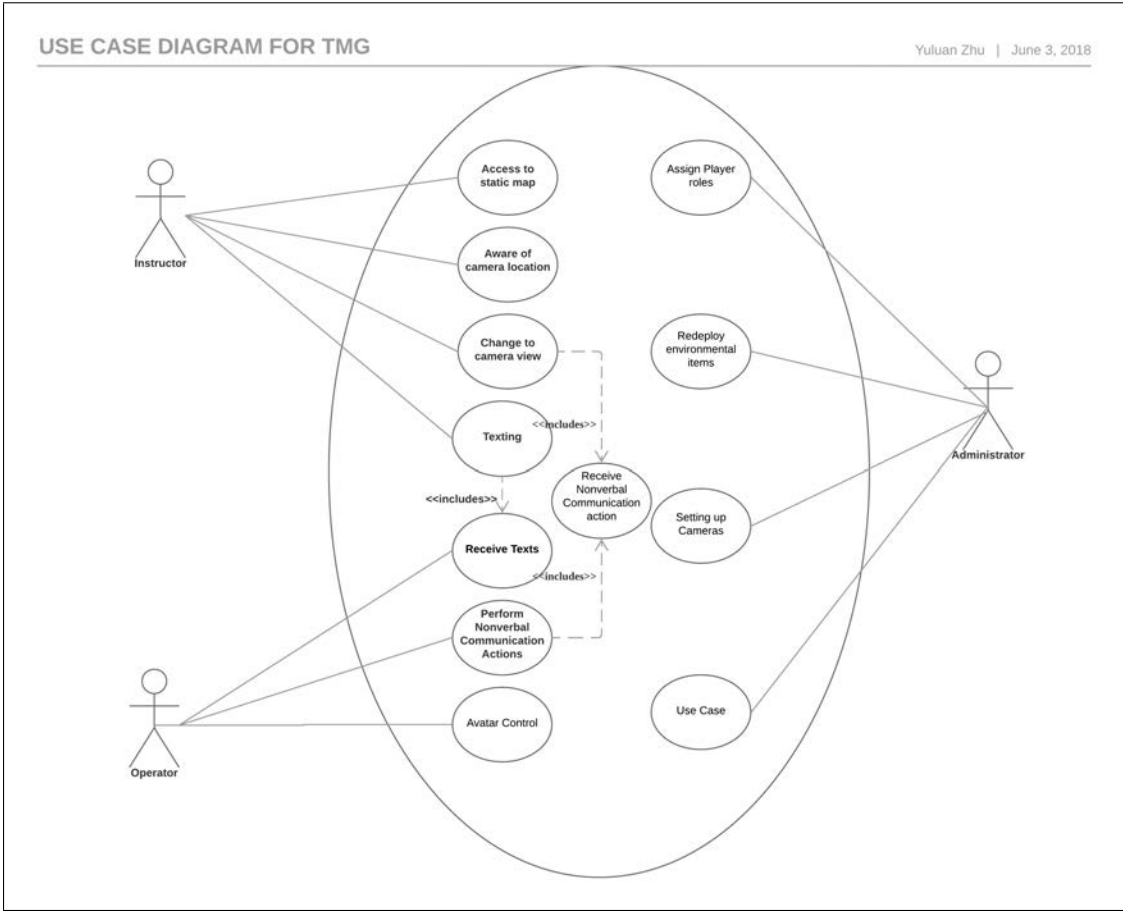 USE CASE DIAGRAM FOR TMG
Yuluan Zhu | June 3, 2018
Access to
static map
Assign Player
roles
Instructor
Aware of
camera location
Change to
camera view
Redeploy
environmental
items
Texting
<<includes>>
Administrator
Receive
Nonverbal
Communication
action
<<includes>>
Setting up
Cameras
Receive Texts
<<includes>>
Perform
Nonverbal
Communication
Actions
Avatar Control
Use Case
Operator